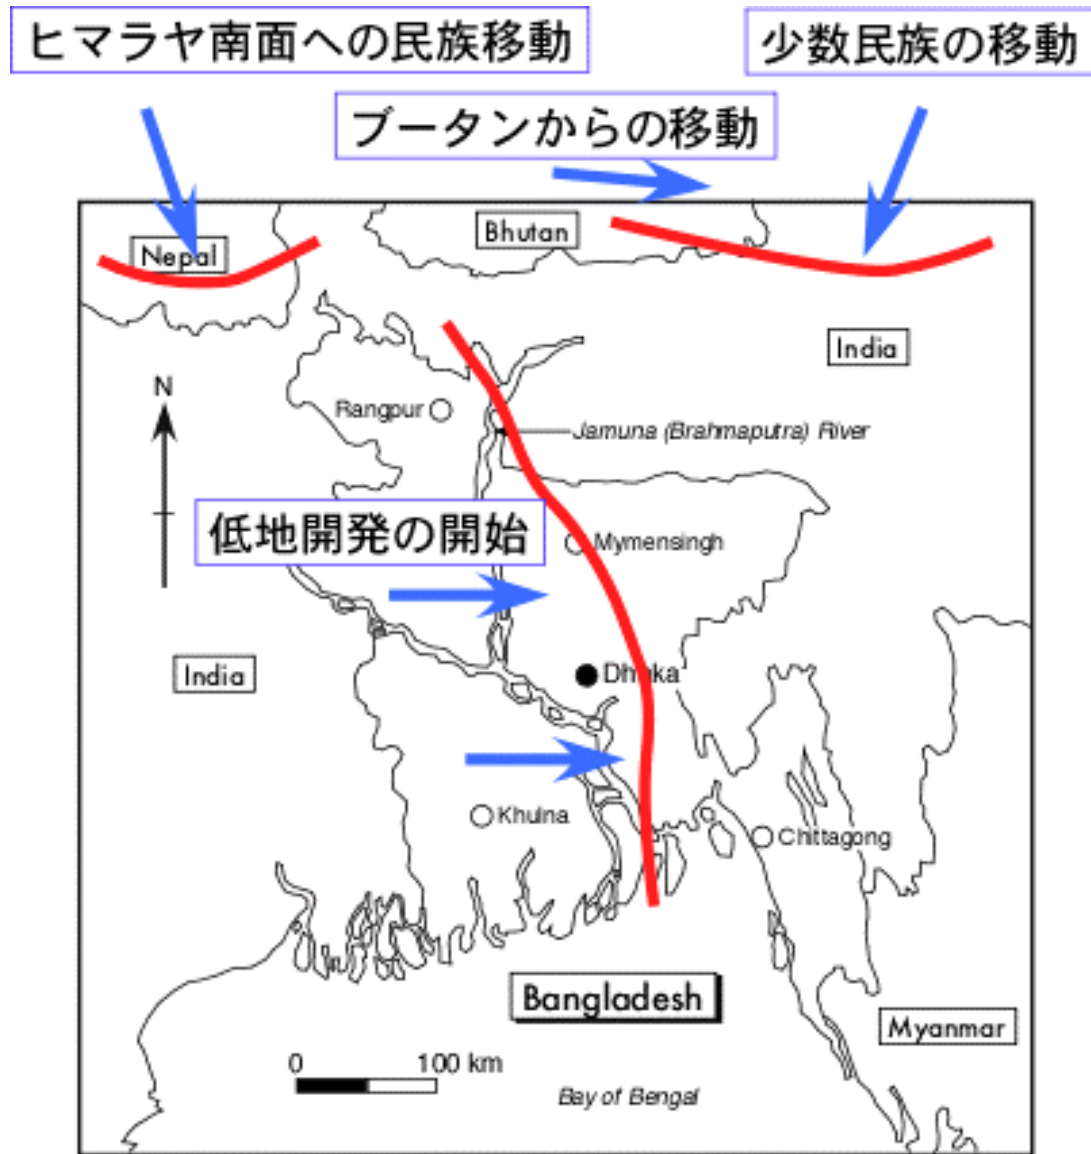 ヒマラヤ南面への民族移動
少数民族の移動
ブータンからの移動
Nepal
Bhutan
India
N
Rangpur
Jamuna (Brahmaputra) River
低地開発の開始
Mymensingh
India
Dhaka
Khulna
Chittagong
Bangladesh
Myanmar
0 100 km
Bay of Bengal